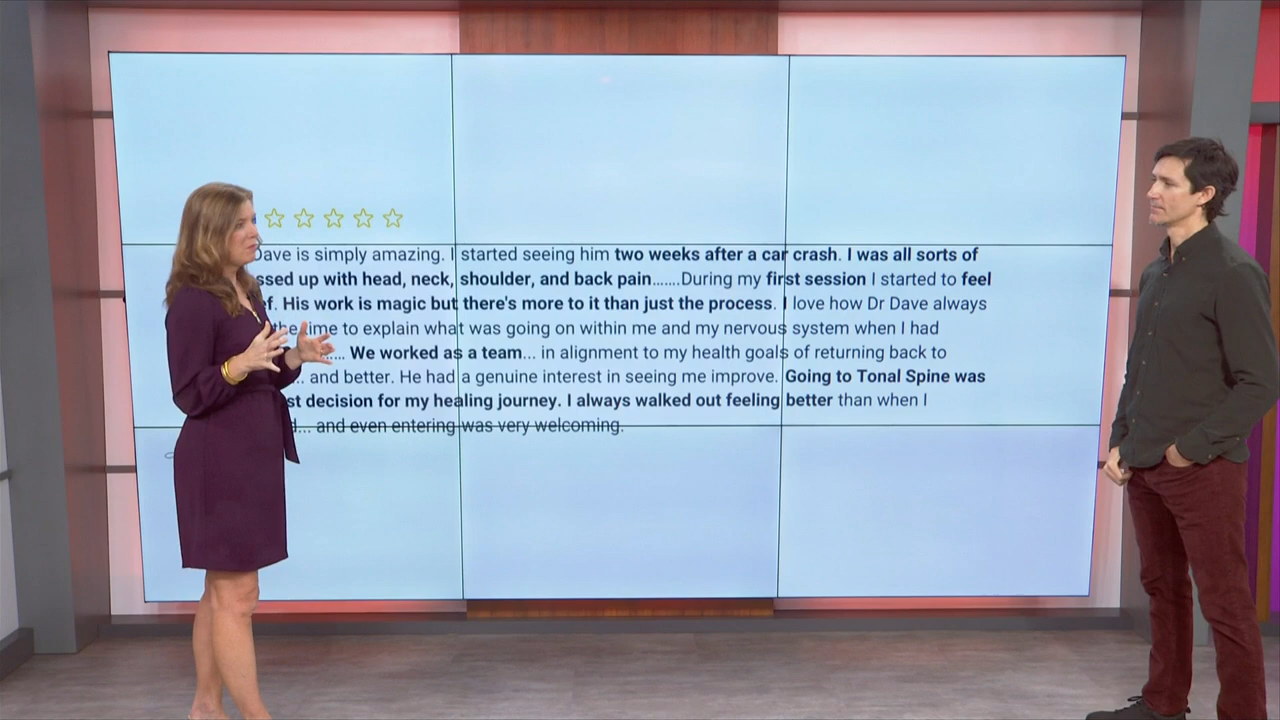 Dave is simply amazing. I started seeing him two weeks after a car crash. I was all sorts of
ssed up with head, neck, shoulder, and back pain.......During my first session I started to feel
ef. His work is magic but there's more to it than just the process. I love how Dr Dave always
the time to explain what was going on within me and my nervous system when I had
.... We worked as a team... in alignment to my health goals of returning back to
.. and better. He had a genuine interest in seeing me improve. Going to Tonal Spine was
st decision for my healing journey. I always walked out feeling better than when I
d... and even entering was very welcoming.